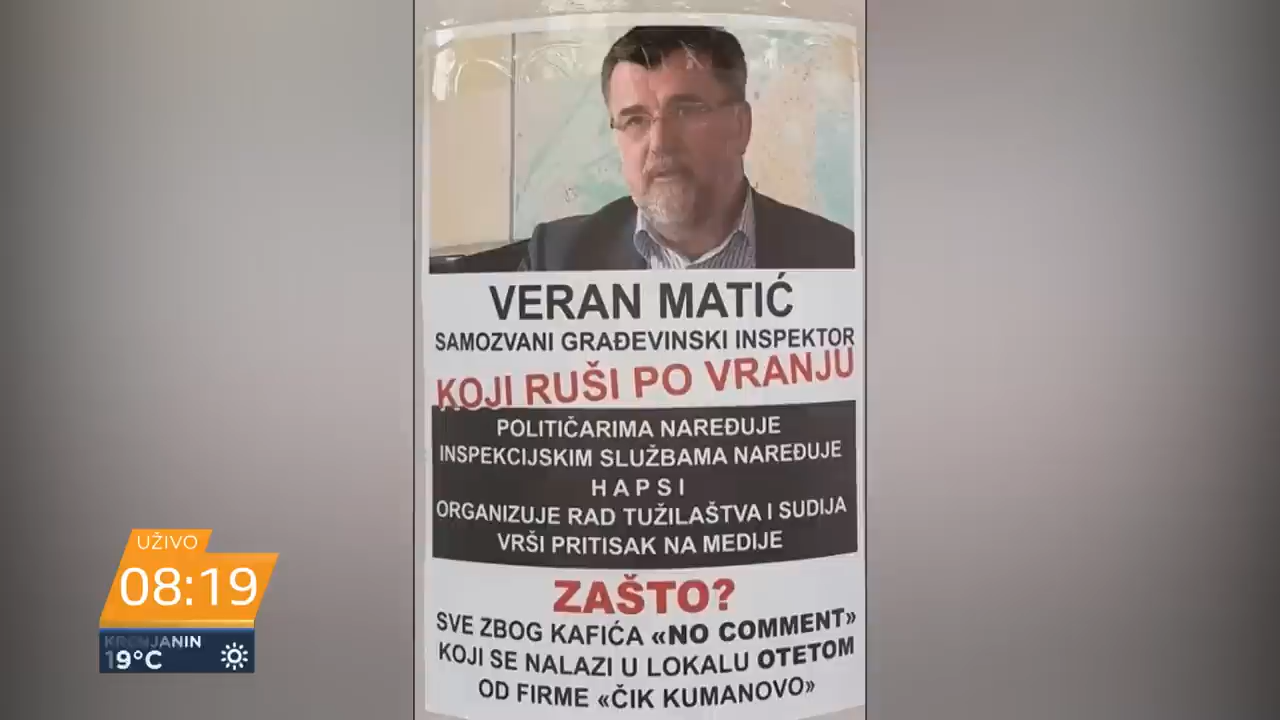 VERAN MATIĆ
SAMOZVANI GRAĐEVINSKI INSPEKTOR
KOJI RUŠI PO VRANJU
POLITIČARIMA NAREĐUJE
INSPEKCIJSKIM SLUŽBAMA NAREĐUJE
H A P S I
ORGANIZUJE RAD TUŽILAŠTVA I SUDIJA
VRŠI PRITISAK NA MEDIJE
ZAŠTO?
SVE ZBOG KAFIĆA «NO COMMENT»
KOJI SE NALAZI U LOKALU OTETOM
OD FIRME «ČIK KUMANOVO»
UŽIVO
08:19
19°C